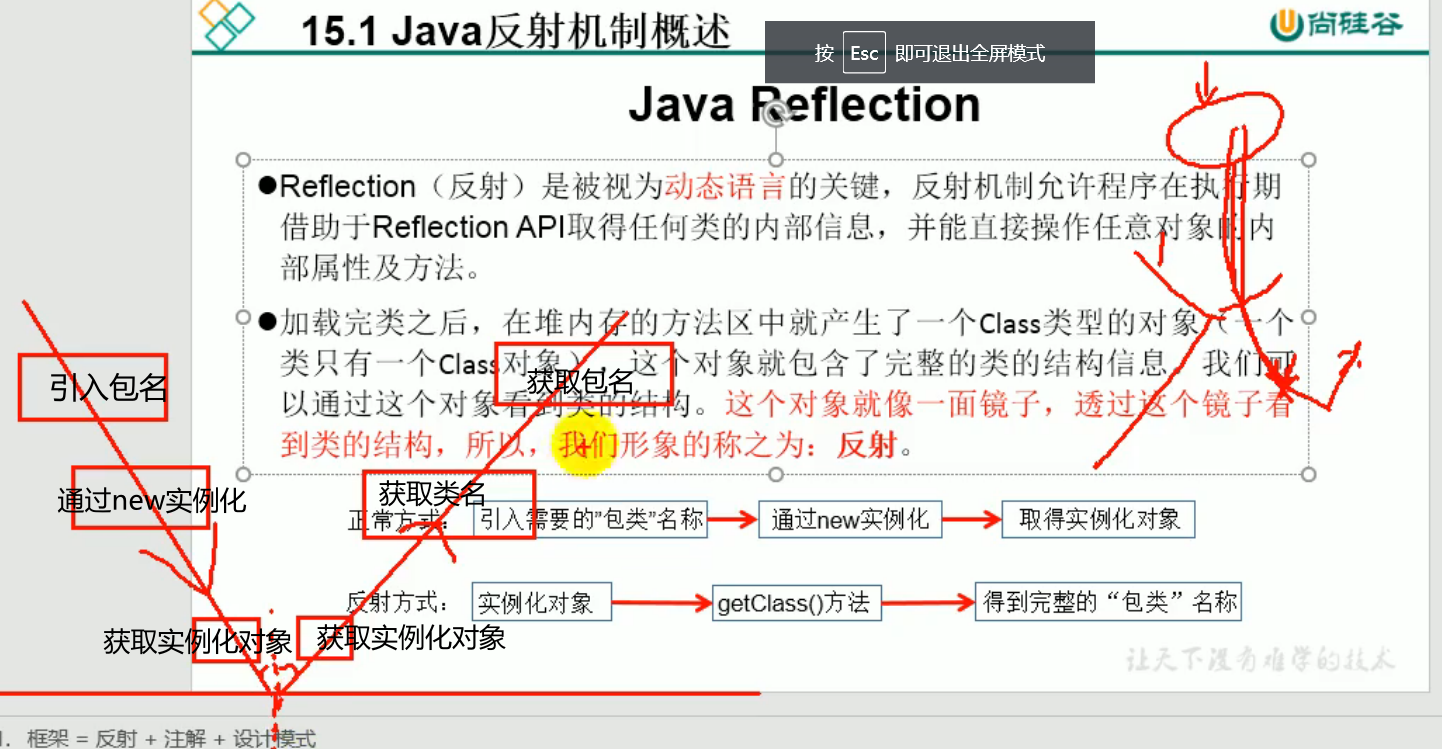 15.1 Java反射机制概述
按 Esc 即可退出全屏模式
尚硅谷
Java Reflection
●Reflection（反射）是被视为动态语言的关键，反射机制允许程序在执行期
借助于Reflection API取得任何类的内部信息，并能直接操作任意对象的内
部属性及方法。
●加载完类之后，在堆内存的方法区中就产生了一个Class类型的对象（一个
类只有一个Class对象），这个对象就包含了完整的类的结构信息。我们可
以通过这个对象看到类的结构。这个对象就像一面镜子，透过这个镜子看
到类的结构，所以，我们形象的称之为：反射。
引入包名
获取包名
通过new实例化
获取类名
正常方式： 引入需要的”包类”名称 通过new实例化 取得实例化对象
反射方式： 实例化对象 getClass()方法 得到完整的“包类”名称
获取实例化对象 获取实例化对象
让天下没有难学的技术
框架 = 反射 + 注解 + 设计模式